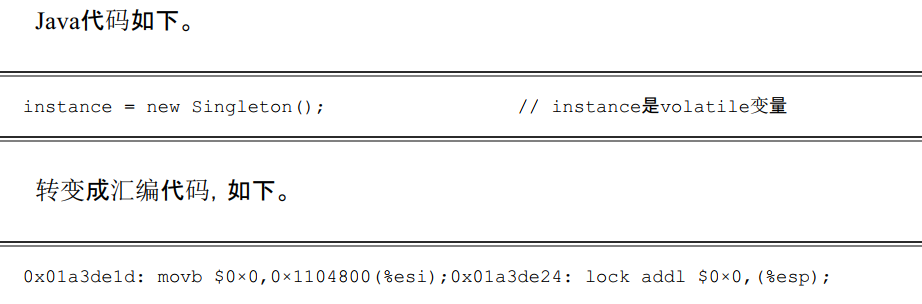 Java代码如下。
instance = new Singleton(); // instance是volatile变量
转变成汇编代码，如下。
0x01a3de1d: movb $0×0,0×1104800(%esi);0x01a3de24: lock addl $0×0,(%esp);